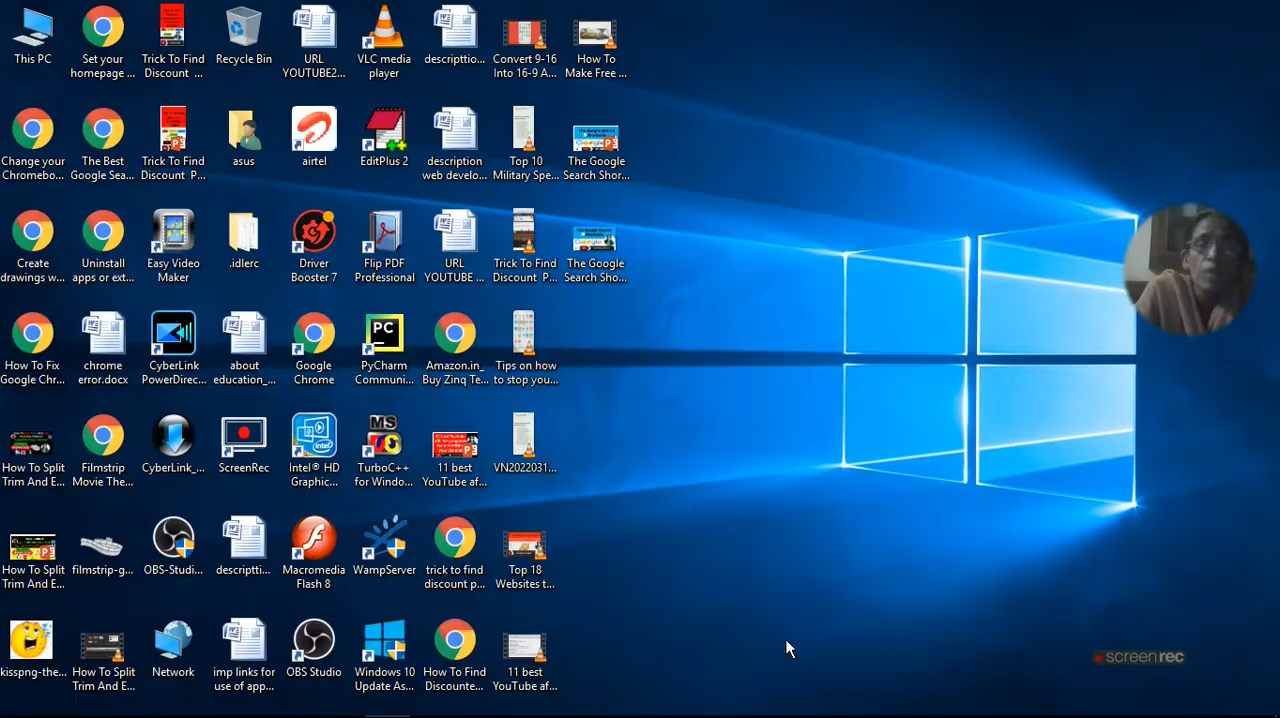 This PC
Set your
homepage ...
Trick To Find
Discount ...
Recycle Bin
URL
YOUTUBE2...
VLC media
player
descripttio...
Convert 9-16
Into 16-9 A...
How To
Make Free ...
Change your
Chromebo...
The Best
Google Sea...
Trick To Find
Discount P...
asus
airtel
EditPlus 2
description
web develo...
Top 10
Military Spe...
The Google
Search Shor...
Create
drawings w...
Uninstall
apps or ext...
Easy Video
Maker
.idlerc
Driver
Booster 7
Flip PDF
Professional
URL
YOUTUBE ...
Trick To Find
Discount P...
The Google
Search Sho...
How To Fix
Google Chr...
chrome
error.docx
CyberLink
PowerDirec...
about
education_...
Google
Chrome
PC
PyCharm
Communi...
Amazon.in_
Buy Zinq Te...
Tips on how
to stop you...
How To Split
Trim And E...
Filmstrip
Movie The...
CyberLink_...
ScreenRec
intel
Intel® HD
Graphic...
MS
TurboC++
for Windo...
11 best
YouTube af...
VN2022031...
How To Split
Trim And E...
filmstrip-g...
OBS-Studi...
descriptti...
Macromedia
Flash 8
WampServer
trick to find
discount p...
Top 18
Websites t...
kisspng-the...
How To Split
Trim And E...
Network
imp links for
use of app...
OBS Studio
Windows 10
Update As...
How To Find
Discounte...
11 best
YouTube af...
screenrec